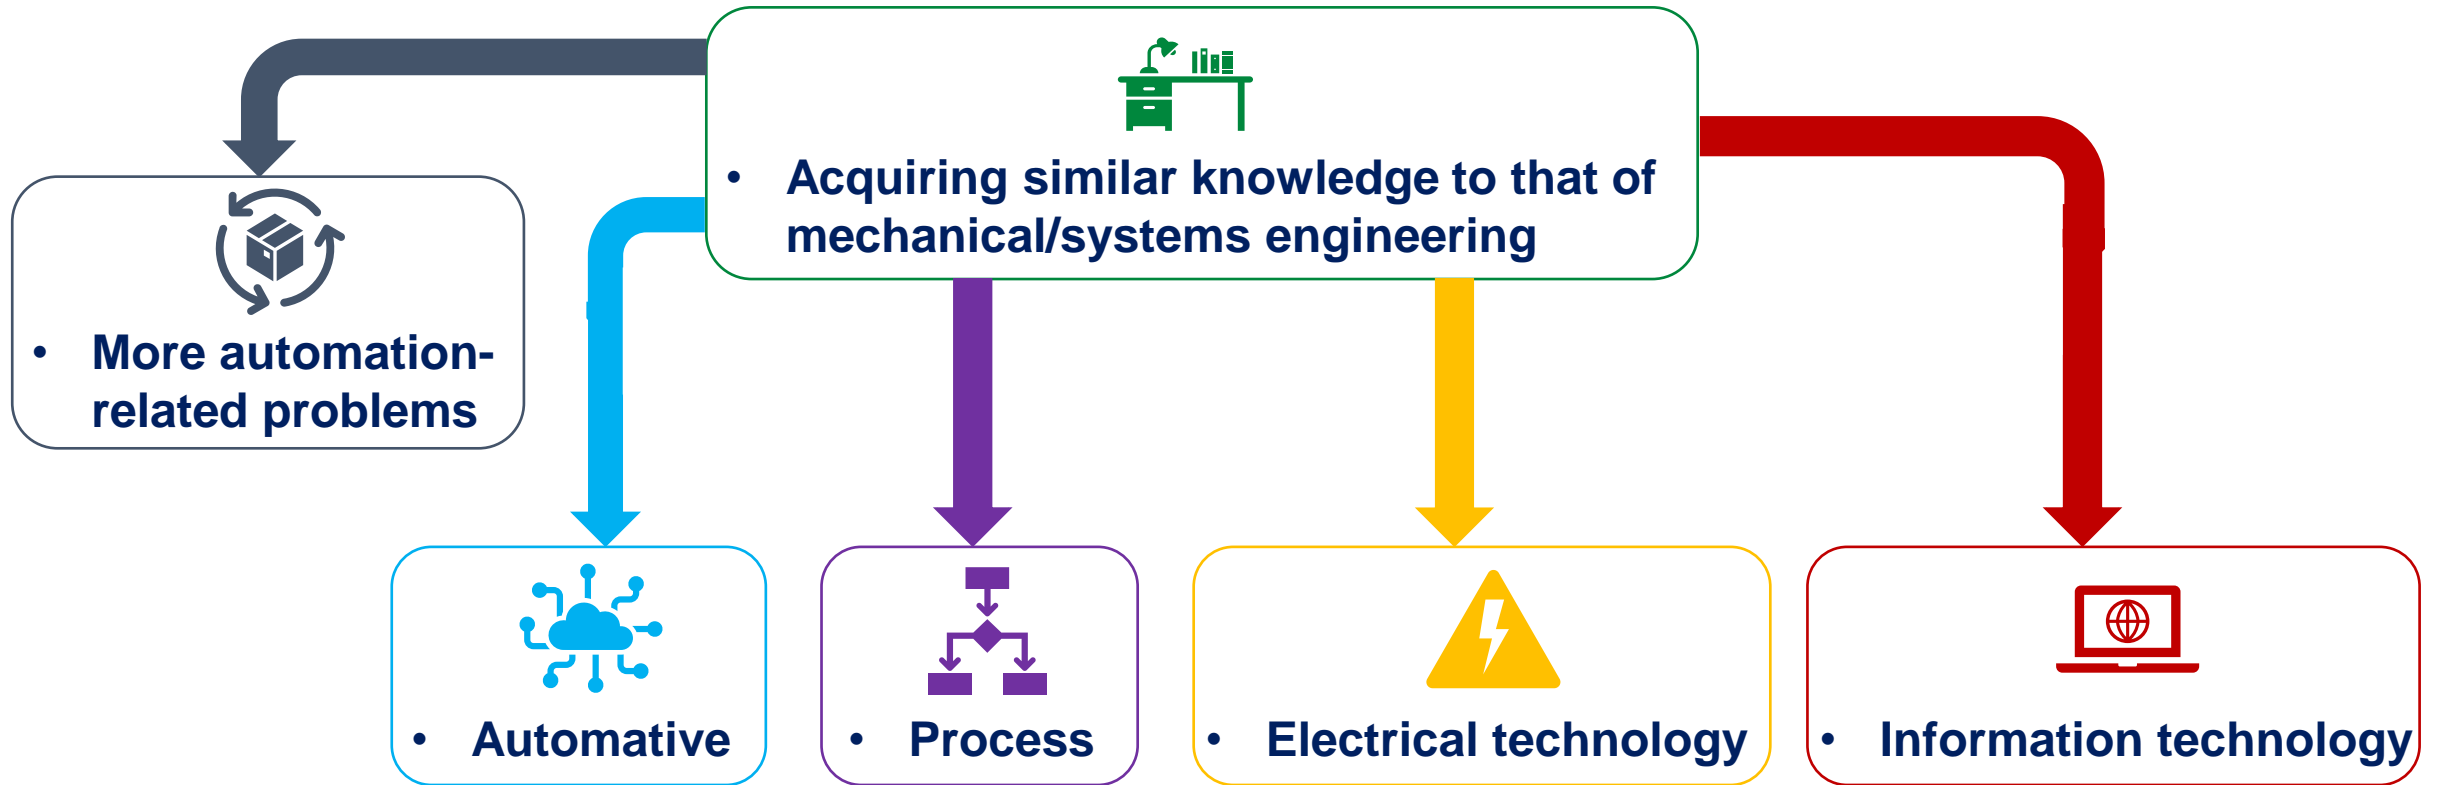 • Acquiring similar knowledge to that of
mechanical/systems engineering
• More automation-
related problems
• Automative
• Process
• Electrical technology
• Information technology